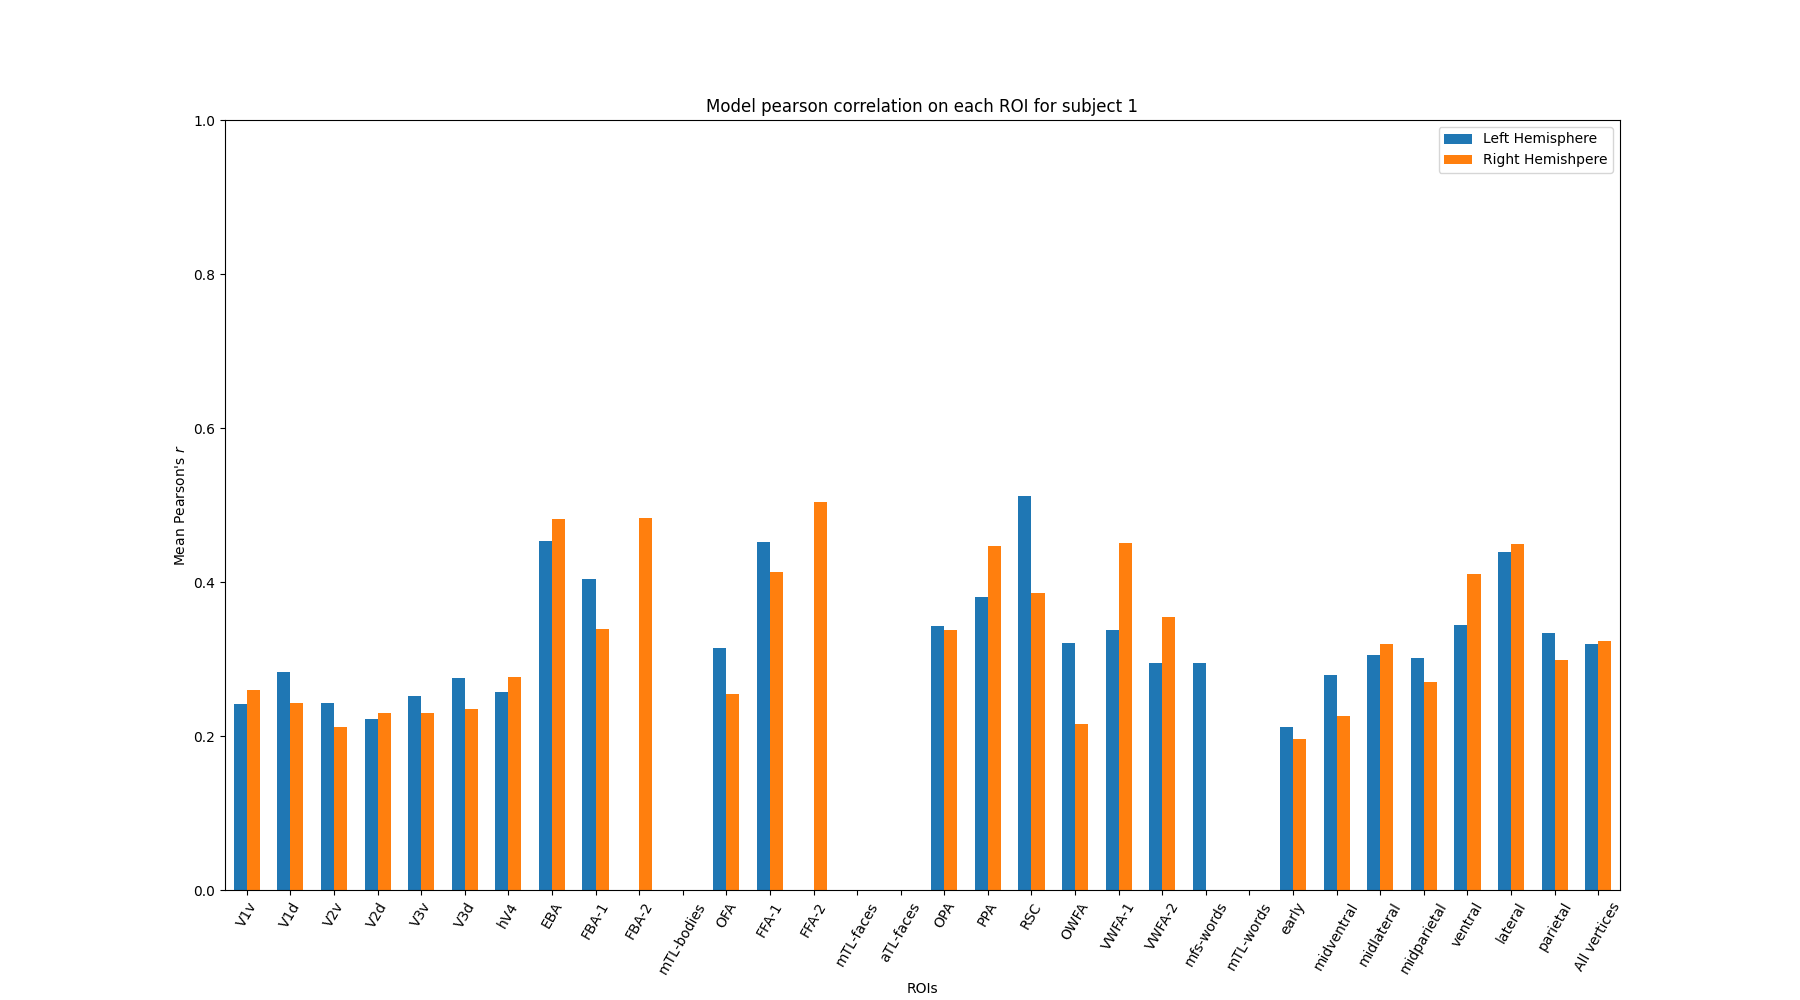 Model pearson correlation on each ROI for subject 1
Left Hemisphere
Right Hemishpere
1.0
0.8
0.6
0.4
0.2
0.0
Mean Pearson's r
V1v
V1d
V2v
V2d
V3v
V3d
hV4
EBA
FBA-1
FBA-2
mTL-bodies
OFA
FFA-1
FFA-2
mTL-faces
aTL-faces
OPA
PPA
RSC
OWFA
VWFA-1
VWFA-2
mfs-words
mTL-words
early
midventral
midlateral
midparietal
ventral
lateral
parietal
All vertices
ROIs